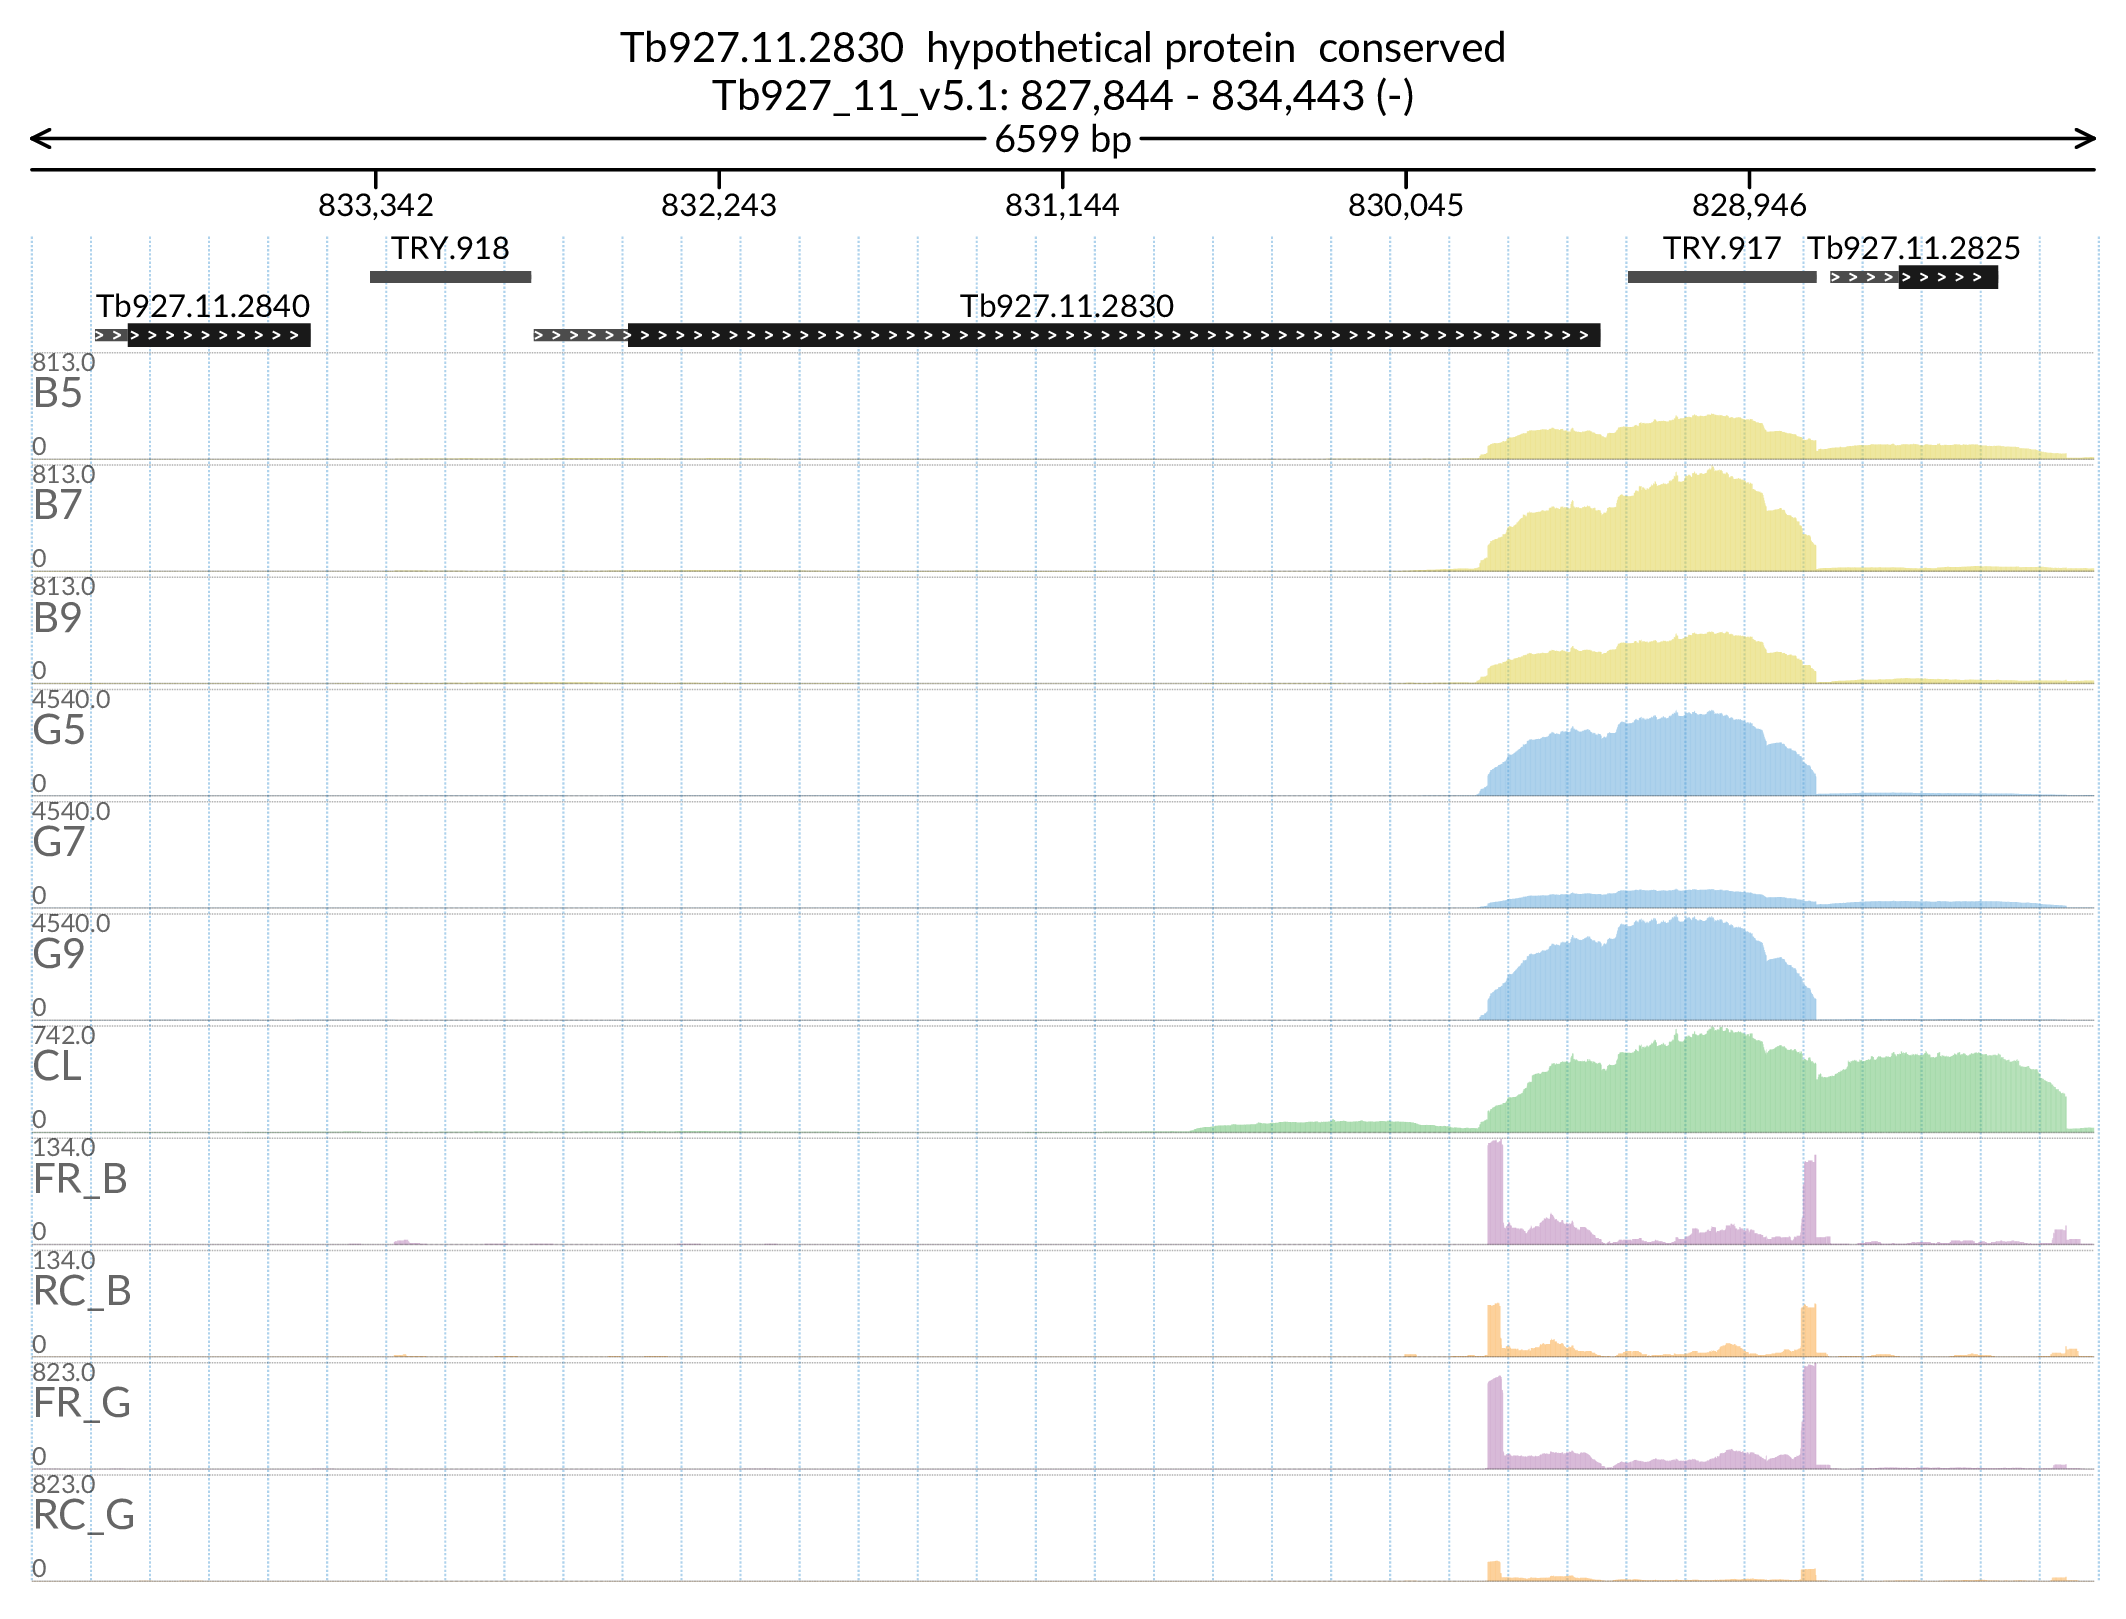 Tb927.11.2830 hypothetical protein conserved
Tb927_11_v5.1: 827,844 - 834,443 (-)
6599 bp
833,342 832,243 831,144 830,045 828,946
TRY.918 TRY.917 Tb927.11.2825
Tb927.11.2840 Tb927.11.2830
813.0
B5
0
813.0
B7
0
813.0
B9
0
4540.0
G5
0
4540.0
G7
0
4540.0
G9
0
742.0
CL
0
134.0
FR_B
0
134.0
RC_B
0
823.0
FR_G
0
823.0
RC_G
0